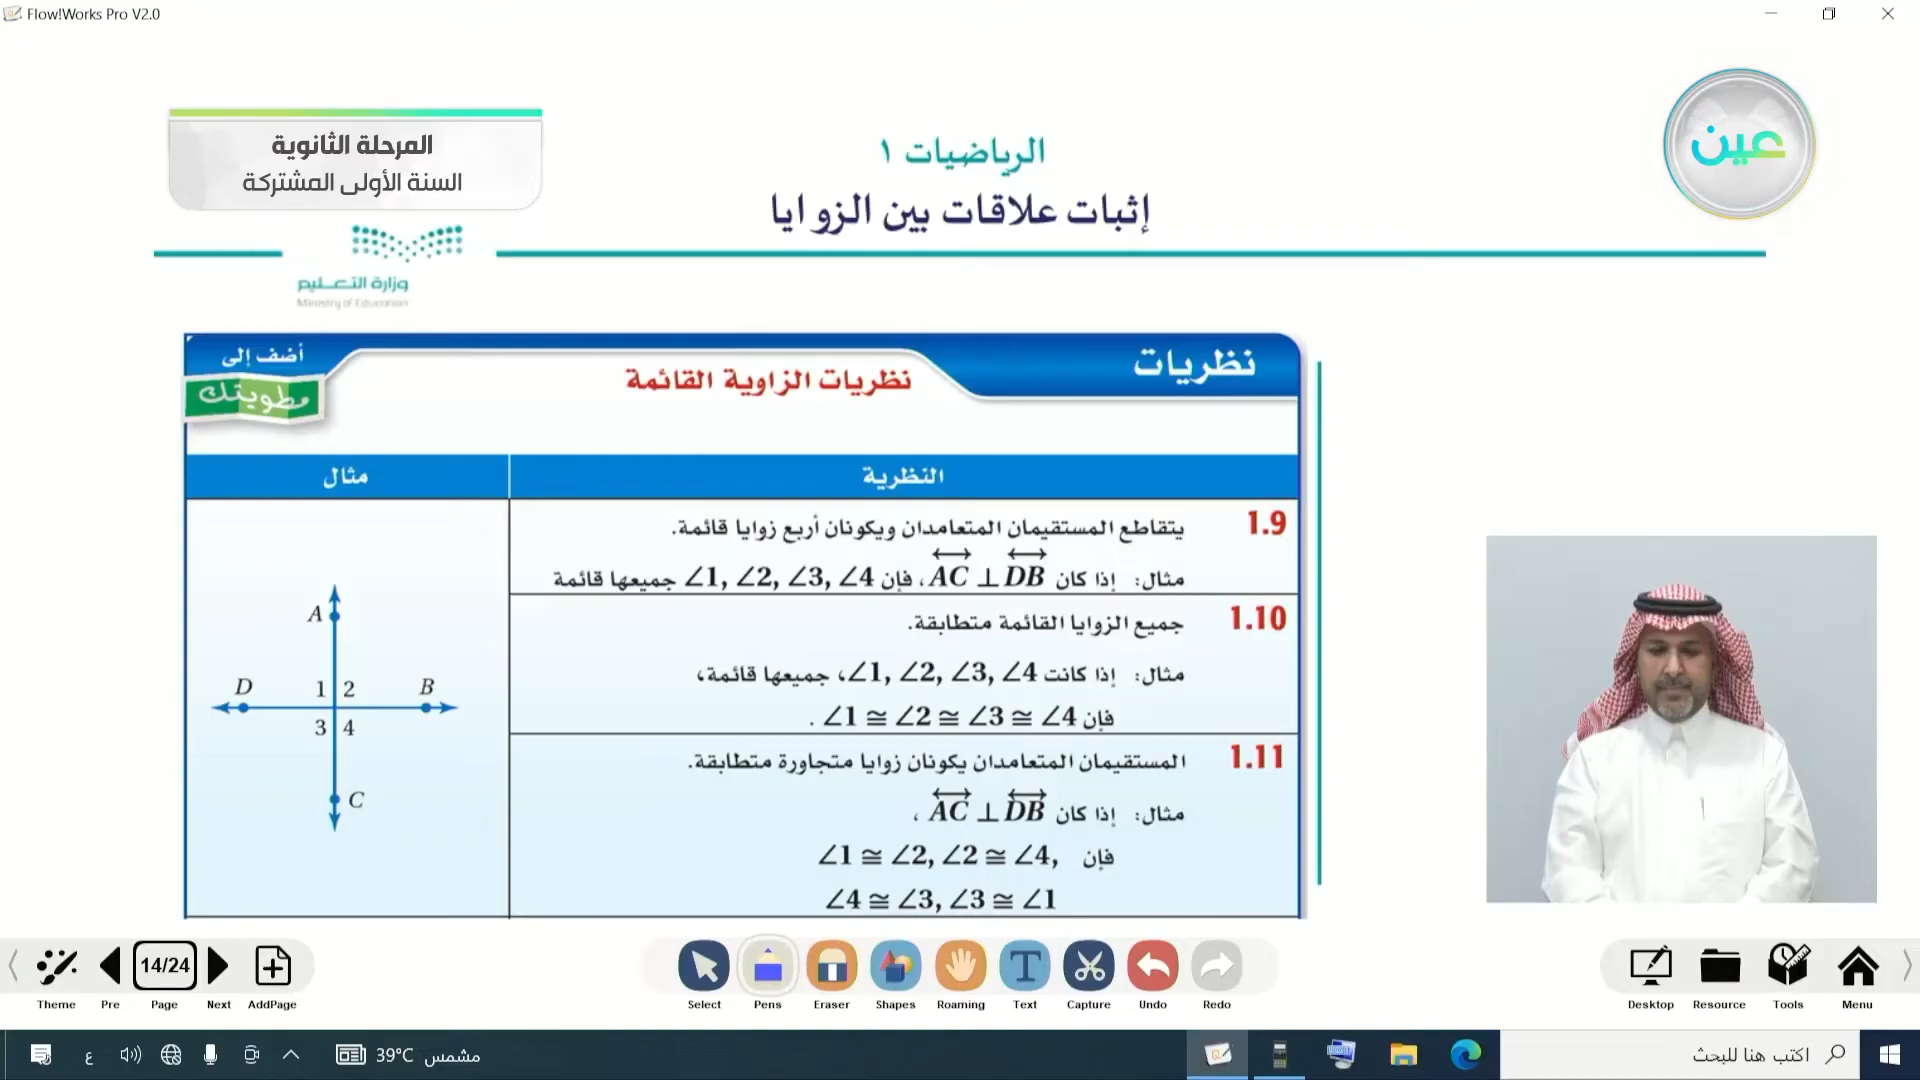 Flow!Works Pro V2.0
المرحلة الثانوية
السنة الأولى المشتركة
الرياضيات ١
إثبات علاقات بين الزوايا
عين
وزارة التعليم
Ministry of Education
نظريات
نظريات الزاوية القائمة
أضف إلى
مطويتك
النظرية
مثال
1.9 يتقاطع المستقيمان المتعامدان ويكونان أربع زوايا قائمة.
مثال: إذا كان AC ⊥ DB، فإن ∠1, ∠2, ∠3, ∠4 جميعها قائمة
1.10 جميع الزوايا القائمة متطابقة.
مثال: إذا كانت ∠1, ∠2, ∠3, ∠4، جميعها قائمة،
فإن ∠1 ≅ ∠2 ≅ ∠3 ≅ ∠4 .
1.11 المستقيمان المتعامدان يكونان زوايا متجاورة متطابقة.
مثال: إذا كان AC ⊥ DB ،
فإن ∠1 ≅ ∠2, ∠2 ≅ ∠4,
∠4 ≅ ∠3, ∠3 ≅ ∠1
A
D 1 2 B
3 4
C
14/24
Theme Pre Page Next AddPage
Select Pens Eraser Shapes Roaming Text Capture Undo Redo
Desktop Resource Tools Menu
ع
39°C مشمس
اكتب هنا للبحث